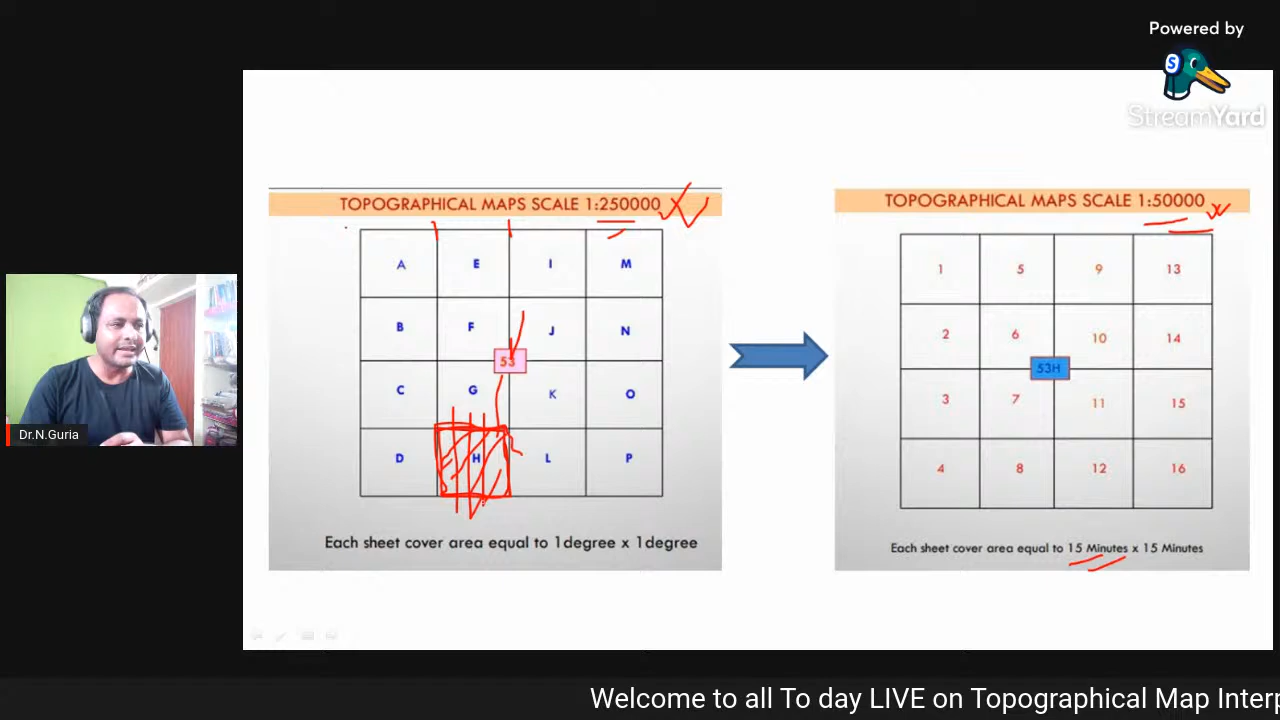 Powered by
StreamYard
TOPOGRAPHICAL MAPS SCALE 1:250000
A E I M
B F J N
53
C G K O
D H L P
Each sheet cover area equal to 1degree x 1degree
TOPOGRAPHICAL MAPS SCALE 1:50000
1 5 9 13
2 6 10 14
53H
3 7 11 15
4 8 12 16
Each sheet cover area equal to 15 Minutes x 15 Minutes
Dr.N.Guria
Welcome to all To day LIVE on Topographical Map Interp